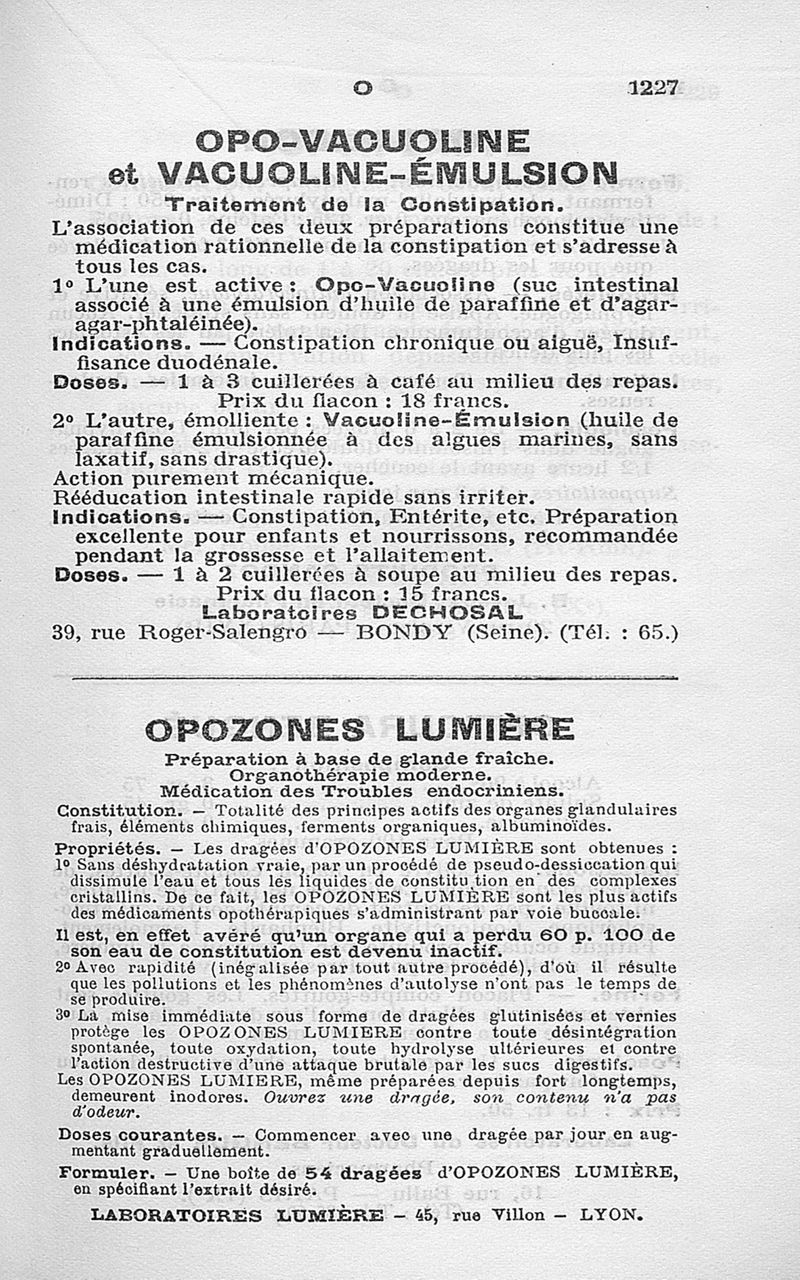 O 1227
OPO-VACUOLINE
et VACUOLINE-ÉMULSION
Traitement de la Constipation.
L'association de ces deux préparations constitue une
médication rationnelle de la constipation et s'adresse à
tous les cas.
1º L'une est active : Opo-Vacuoline (suc intestinal
associé à une émulsion d'huile de paraffine et d'agar-
agar-phtaléinée).
Indications. — Constipation chronique ou aiguë, Insuf-
fisance duodénale.
Doses. — 1 à 3 cuillerées à café au milieu des repas.
Prix du flacon : 18 francs.
2º L'autre, émolliente : Vacuoline-Émulsion (huile de
paraffine émulsionnée à des algues marines, sans
laxatif, sans drastique).
Action purement mécanique.
Rééducation intestinale rapide sans irriter.
Indications. — Constipation, Entérite, etc. Préparation
excellente pour enfants et nourrissons, recommandée
pendant la grossesse et l'allaitement.
Doses. — 1 à 2 cuillerées à soupe au milieu des repas.
Prix du flacon : 15 francs.
Laboratoires DECHOSAL
39, rue Roger-Salengro — BONDY (Seine). (Tél. : 65.)
OPOZONES LUMIÈRE
Préparation à base de glande fraîche.
Organothérapie moderne.
Médication des Troubles endocriniens.
Constitution. — Totalité des principes actifs des organes glandulaires
frais, éléments chimiques, ferments organiques, albuminoïdes.
Propriétés. — Les dragées d'OPOZONES LUMIÈRE sont obtenues :
1º Sans déshydratation vraie, par un procédé de pseudo-dessiccation qui
dissimule l'eau et tous les liquides de constitu tion en des complexes
cristallins. De ce fait, les OPOZONES LUMIÈRE sont les plus actifs
des médicaments opothérapiques s'administrant par voie buccale.
Il est, en effet avéré qu'un organe qui a perdu 60 p. 100 de
son eau de constitution est devenu inactif.
2º Avec rapidité (inégalisée par tout autre procédé), d'où il résulte
que les pollutions et les phénomènes d'autolyse n'ont pas le temps de
se produire.
3º La mise immédiate sous forme de dragées glutinisées et vernies
protège les OPOZONES LUMIERE contre toute désintégration
spontanée, toute oxydation, toute hydrolyse ultérieures et contre
l'action destructive d'une attaque brutale par les sucs digestifs.
Les OPOZONES LUMIERE, même préparées depuis fort longtemps,
demeurent inodores. Ouvrez une dragée, son contenu n'a pas
d'odeur.
Doses courantes. — Commencer avec une dragée par jour en aug-
mentant graduellement.
Formuler. — Une boîte de 54 dragées d'OPOZONES LUMIÈRE,
en spécifiant l'extrait désiré.
LABORATOIRES LUMIÈRE — 45, rue Villon — LYON.